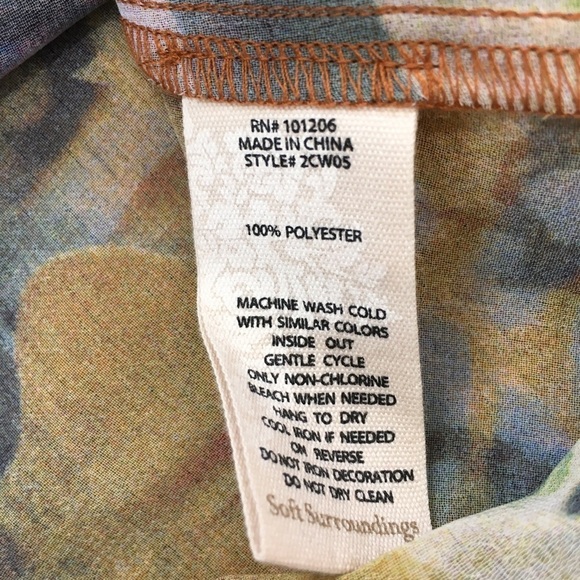 RN# 101206
MADE IN CHINA
STYLE# 2CW05
100% POLYESTER
MACHINE WASH COLD
WITH SIMILAR COLORS
INSIDE OUT
GENTLE CYCLE
ONLY NON-CHLORINE
BLEACH WHEN NEEDED
HANG TO DRY
COOL IRON IF NEEDED
ON REVERSE
DO NOT IRON DECORATION
DO NOT DRY CLEAN
Soft Surroundings